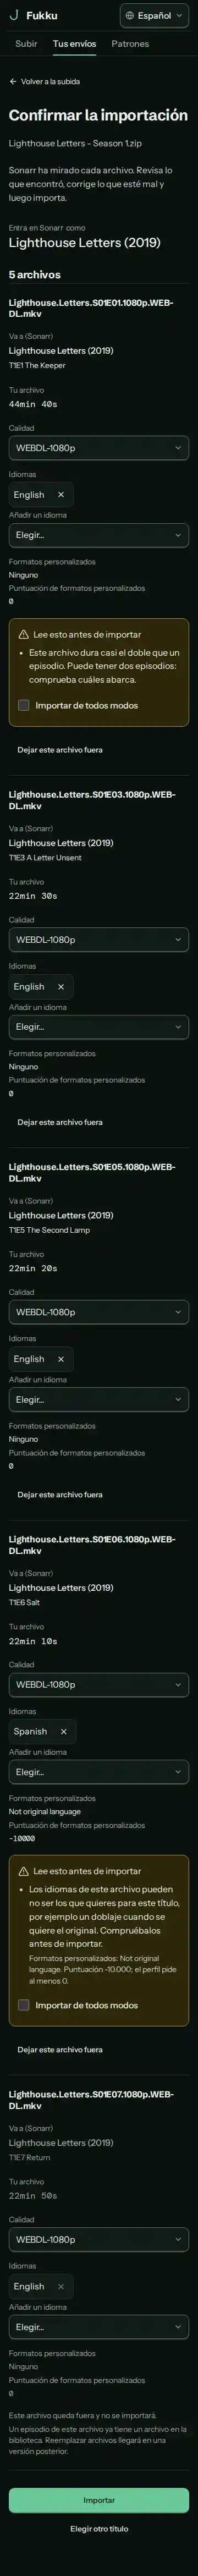 Fukku
Español
Subir
Tus envíos
Patrones
Volver a la subida
Confirmar la importación
Lighthouse Letters - Season 1.zip
Sonarr ha mirado cada archivo. Revisa lo
que encontró, corrige lo que esté mal y
luego importa.
Entra en Sonarr como
Lighthouse Letters (2019)
5 archivos
Lighthouse.Letters.S01E01.1080p.WEB-
DL.mkv
Va a (Sonarr)
Lighthouse Letters (2019)
T1E1 The Keeper
Tu archivo
44min 40s
Calidad
WEBDL-1080p
Idiomas
English
Añadir un idioma
Elegir...
Formatos personalizados
Ninguno
Puntuación de formatos personalizados
0
Lee esto antes de importar
• Este archivo dura casi el doble que un
episodio. Puede tener dos episodios:
comprueba cuáles abarca.
Importar de todos modos
Dejar este archivo fuera
Lighthouse.Letters.S01E03.1080p.WEB-
DL.mkv
Va a (Sonarr)
Lighthouse Letters (2019)
T1E3 A Letter Unsent
Tu archivo
22min 30s
Calidad
WEBDL-1080p
Idiomas
English
Añadir un idioma
Elegir...
Formatos personalizados
Ninguno
Puntuación de formatos personalizados
0
Dejar este archivo fuera
Lighthouse.Letters.S01E05.1080p.WEB-
DL.mkv
Va a (Sonarr)
Lighthouse Letters (2019)
T1E5 The Second Lamp
Tu archivo
22min 20s
Calidad
WEBDL-1080p
Idiomas
English
Añadir un idioma
Elegir...
Formatos personalizados
Ninguno
Puntuación de formatos personalizados
0
Dejar este archivo fuera
Lighthouse.Letters.S01E06.1080p.WEB-
DL.mkv
Va a (Sonarr)
Lighthouse Letters (2019)
T1E6 Salt
Tu archivo
22min 10s
Calidad
WEBDL-1080p
Idiomas
Spanish
Añadir un idioma
Elegir...
Formatos personalizados
Not original language
Puntuación de formatos personalizados
-10000
Lee esto antes de importar
• Los idiomas de este archivo pueden
no ser los que quieres para este título,
por ejemplo un doblaje cuando se
quiere el original. Compruébalos
antes de importar.
Formatos personalizados: Not original
language. Puntuación -10.000; el perfil pide
al menos 0.
Importar de todos modos
Dejar este archivo fuera
Lighthouse.Letters.S01E07.1080p.WEB-
DL.mkv
Va a (Sonarr)
Lighthouse Letters (2019)
T1E7 Return
Tu archivo
22min 50s
Calidad
WEBDL-1080p
Idiomas
English
Añadir un idioma
Elegir...
Formatos personalizados
Ninguno
Puntuación de formatos personalizados
0
Este archivo queda fuera y no se importará.
Un episodio de este archivo ya tiene un archivo en la
biblioteca. Reemplazar archivos llegará en una
versión posterior.
Importar
Elegir otro título